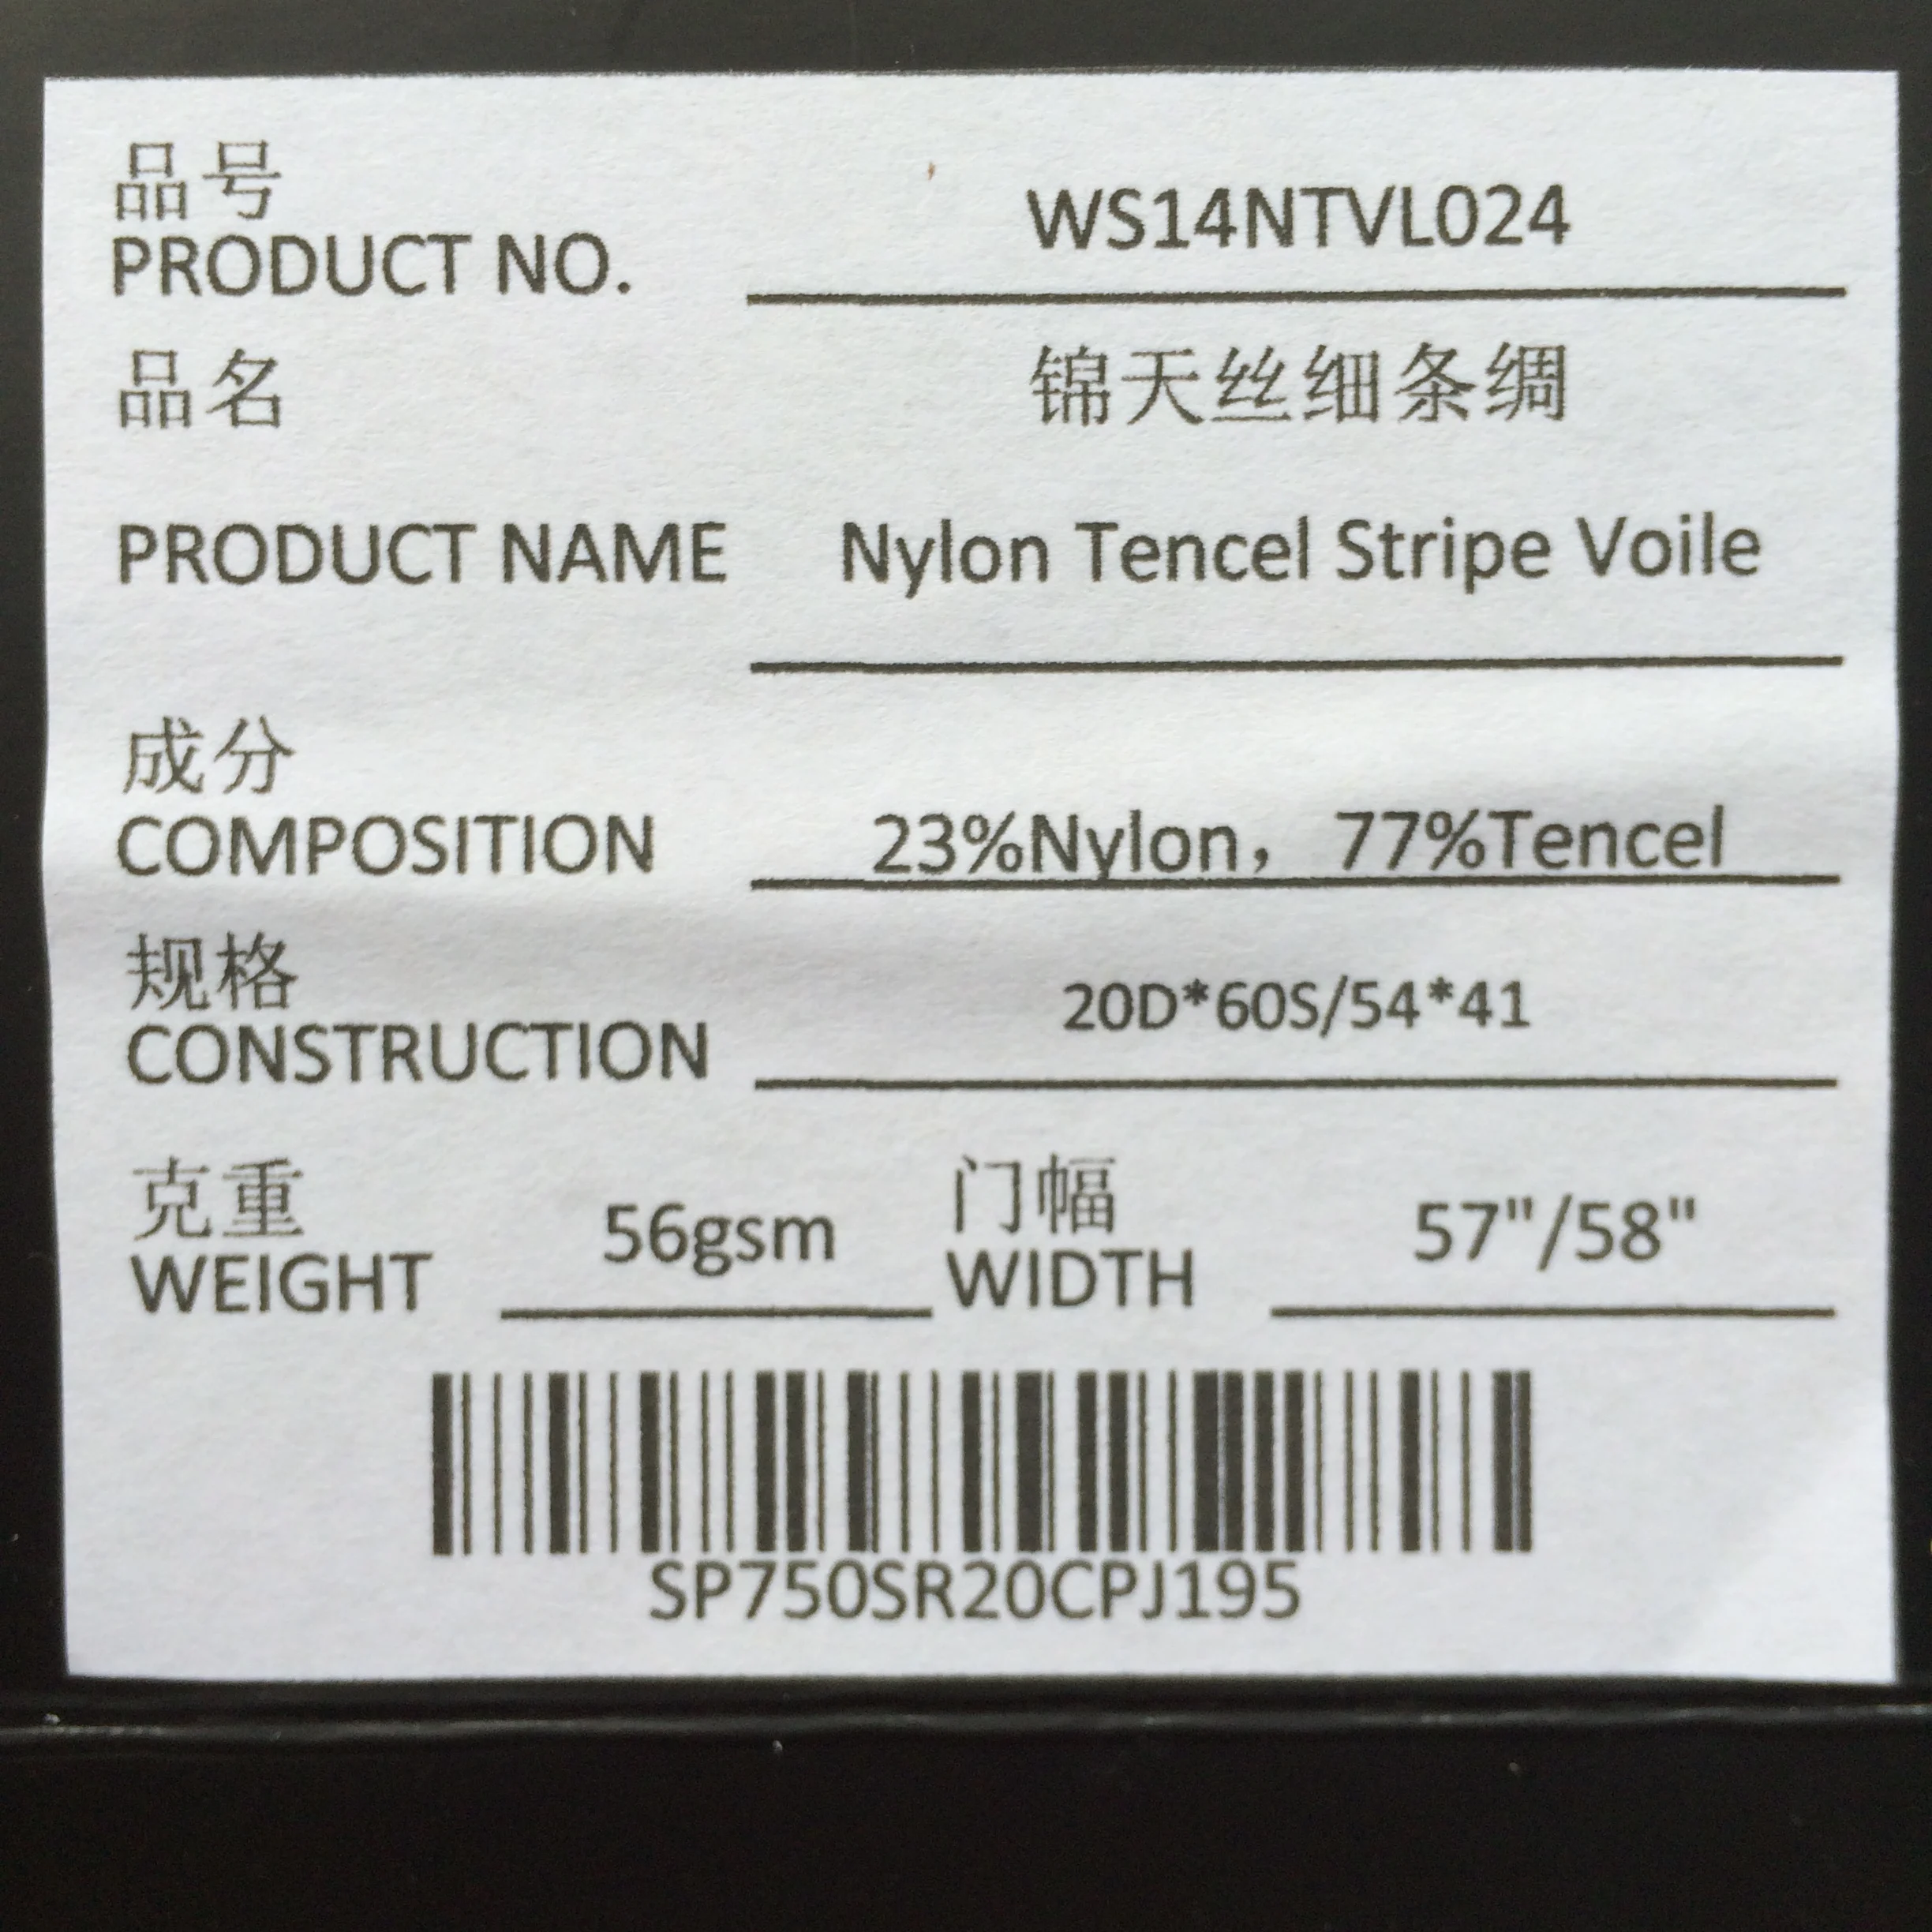 品号
PRODUCT NO. WS14NTVL024
品名 锦天丝细条绸
PRODUCT NAME Nylon Tencel Stripe Voile
成分
COMPOSITION 23%Nylon， 77%Tencel
规格
CONSTRUCTION 20D*60S/54*41
克重 门幅
WEIGHT 56gsm WIDTH 57"/58"
SP750SR20CPJ195